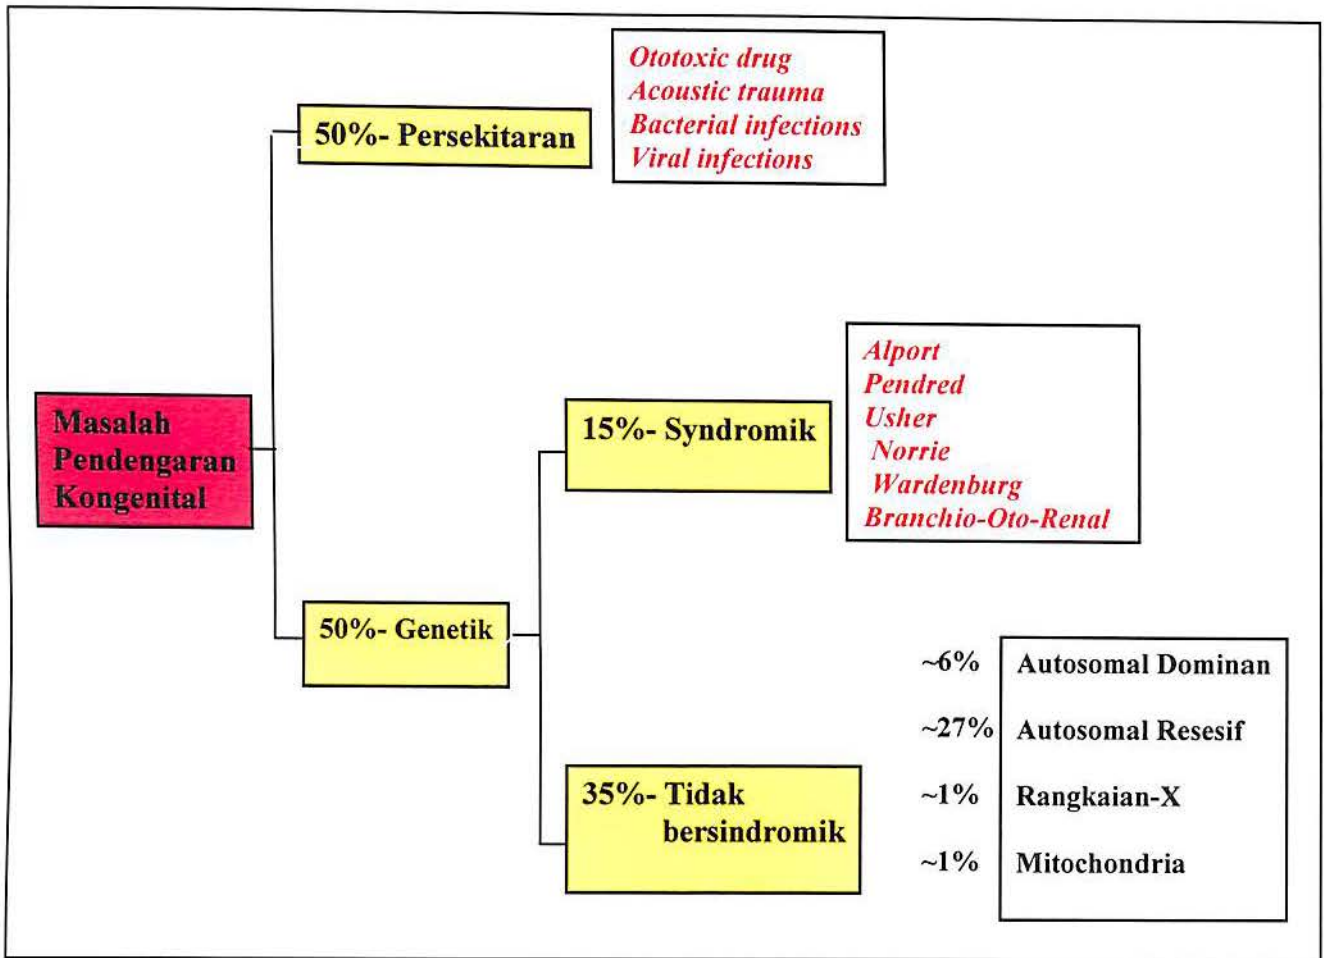 Ototoxic drug
Acoustic trauma
Bacterial infections
Viral infections
50%- Persekitaran
Masalah
Pendengaran
Kongenital
15%- Syndromik
Alport
Pendred
Usher
Norrie
Wardenburg
Branchio-Oto-Renal
50%- Genetik
35%- Tidak
bersindromik
~6% Autosomal Dominan
~27% Autosomal Resesif
~1% Rangkaian-X
~1% Mitochondria